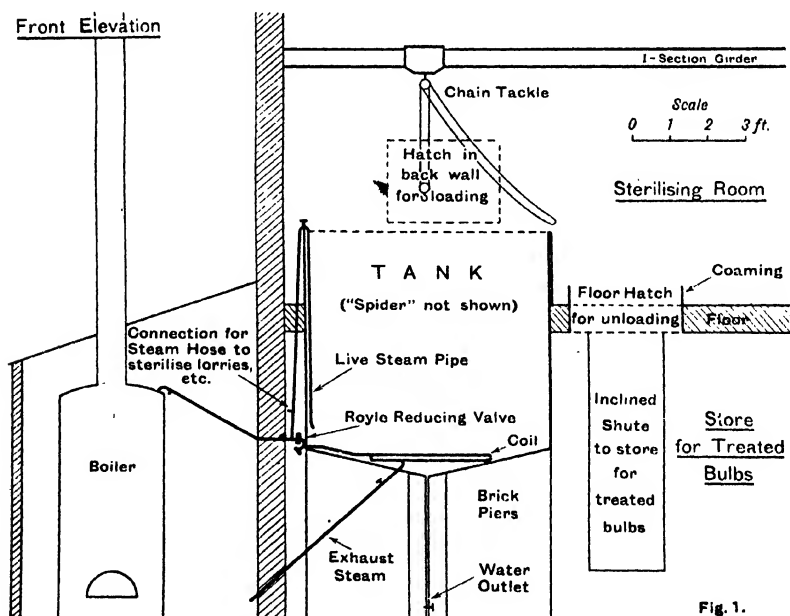 Front Elevation
I-Section Girder
Chain Tackle
Scale
0 1 2 3 ft.
Hatch in
back wall
for loading
Sterilising Room
TANK
("Spider" not shown)
Coaming
Floor Hatch
for unloading
Floor
Connection for
Steam Hose to
sterilise lorries,
etc.
Live Steam Pipe
Royle Reducing Valve
Coil
Boiler
Inclined
Shute
to store
for
treated
bulbs
Store
for Treated
Bulbs
Brick
Piers
Exhaust
Steam
Water
Outlet
Fig. 1.